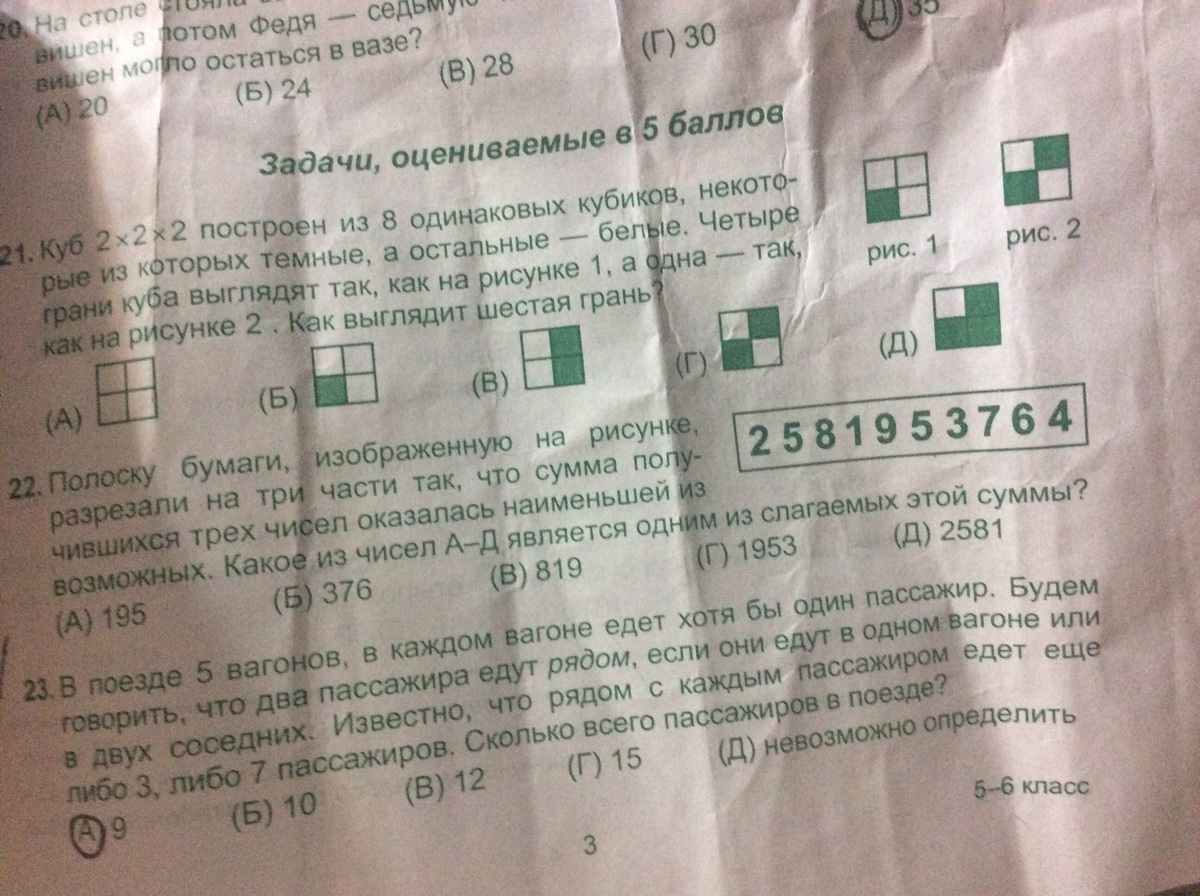 20. На столе стояла
вишен, а потом Федя — седьмую
вишен могло остаться в вазе?
(А) 20 (Б) 24 (В) 28 (Г) 30 (Д) 35
Задачи, оцениваемые в 5 баллов
21. Куб 2×2×2 построен из 8 одинаковых кубиков, некото-
рые из которых темные, а остальные — белые. Четыре
грани куба выглядят так, как на рисунке 1, а одна — так,
как на рисунке 2 . Как выглядит шестая грань?
рис. 1 рис. 2
(А) (Б) (В) (Г) (Д)
22. Полоску бумаги, изображенную на рисунке,
разрезали на три части так, что сумма полу-
чившихся трех чисел оказалась наименьшей из
возможных. Какое из чисел А–Д является одним из слагаемых этой суммы?
2581953764
(А) 195 (Б) 376 (В) 819 (Г) 1953 (Д) 2581
23. В поезде 5 вагонов, в каждом вагоне едет хотя бы один пассажир. Будем
говорить, что два пассажира едут рядом, если они едут в одном вагоне или
в двух соседних. Известно, что рядом с каждым пассажиром едет еще
либо 3, либо 7 пассажиров. Сколько всего пассажиров в поезде?
(А) 9 (Б) 10 (В) 12 (Г) 15 (Д) невозможно определить
5–6 класс
3